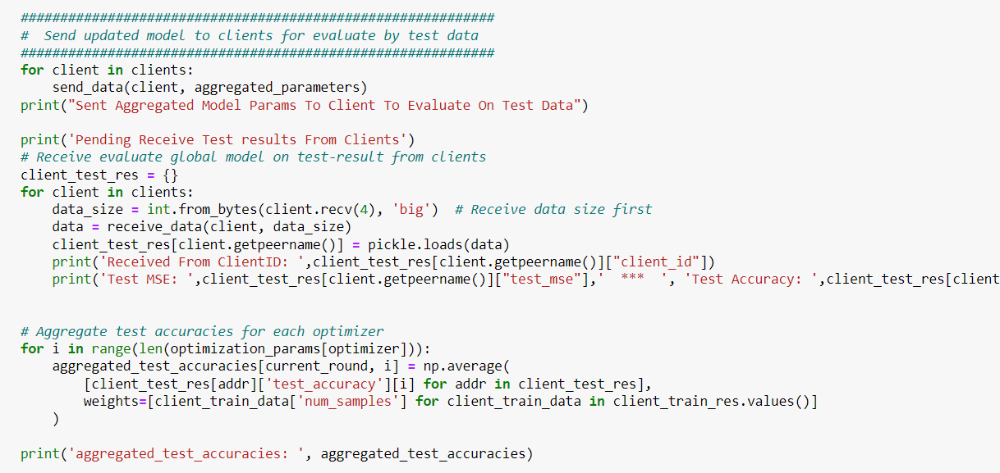 ############################################################
#  Send updated model to clients for evaluate by test data
############################################################
for client in clients:
    send_data(client, aggregated_parameters)
print("Sent Aggregated Model Params To Client To Evaluate On Test Data")

print('Pending Receive Test results From Clients')
# Receive evaluate global model on test-result from clients
client_test_res = {}
for client in clients:
    data_size = int.from_bytes(client.recv(4), 'big')  # Receive data size first
    data = receive_data(client, data_size)
    client_test_res[client.getpeername()] = pickle.loads(data)
    print('Received From ClientID: ',client_test_res[client.getpeername()]["client_id"])
    print('Test MSE: ',client_test_res[client.getpeername()]["test_mse"],'  ***  ', 'Test Accuracy: ',client_test_res[client

# Aggregate test accuracies for each optimizer
for i in range(len(optimization_params[optimizer])):
    aggregated_test_accuracies[current_round, i] = np.average(
        [client_test_res[addr]['test_accuracy'][i] for addr in client_test_res],
        weights=[client_train_data['num_samples'] for client_train_data in client_train_res.values()]
    )

print('aggregated_test_accuracies: ', aggregated_test_accuracies)